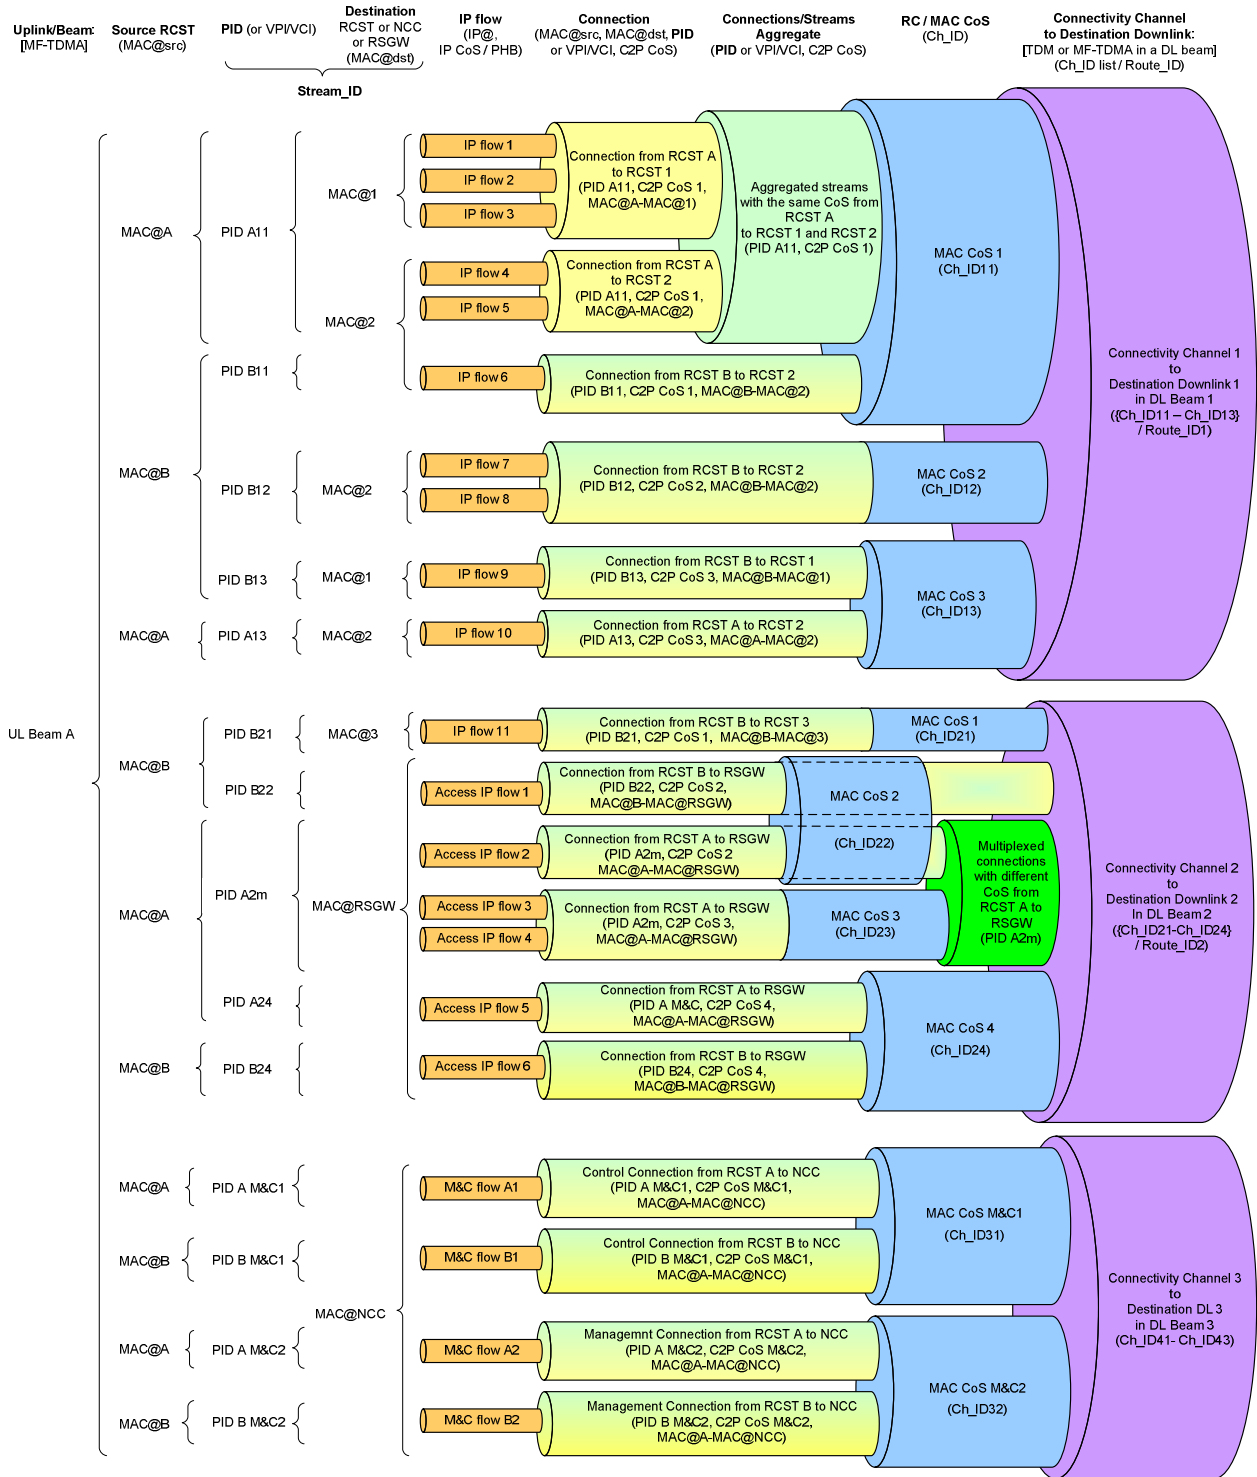 Uplink/Beam:
[MF-TDMA]
Source RCST
(MAC@src)
PID (or VPI/VCI)
Destination
RCST or NCC
or RSGW
(MAC@dst)
Stream_ID
IP flow
(IP@,
IP CoS / PHB)
Connection
(MAC@src, MAC@dst, PID
or VPI/VCI, C2P CoS)
Connections/Streams
Aggregate
(PID or VPI/VCI, C2P CoS)
RC / MAC CoS
(Ch_ID)
Connectivity Channel
to Destination Downlink:
[TDM or MF-TDMA in a DL beam]
(Ch_ID list / Route_ID)
UL Beam A
MAC@A
PID A11
MAC@1
IP flow 1
IP flow 2
IP flow 3
Connection from RCST A
to RCST 1
(PID A11, C2P CoS 1,
MAC@A-MAC@1)
MAC@2
IP flow 4
IP flow 5
Connection from RCST A
to RCST 2
(PID A11, C2P CoS 1,
MAC@A-MAC@2)
Aggregated streams
with the same CoS from
RCST A
to RCST 1 and RCST 2
(PID A11, C2P CoS 1)
MAC CoS 1
(Ch_ID11)
MAC@B
PID B11
IP flow 6
Connection from RCST B to RCST 2
(PID B11, C2P CoS 1, MAC@B-MAC@2)
PID B12
MAC@2
IP flow 7
IP flow 8
Connection from RCST B to RCST 2
(PID B12, C2P CoS 2, MAC@B-MAC@2)
MAC CoS 2
(Ch_ID12)
PID B13
MAC@1
IP flow 9
Connection from RCST B to RCST 1
(PID B13, C2P CoS 3, MAC@B-MAC@1)
MAC CoS 3
(Ch_ID13)
MAC@A
PID A13
MAC@2
IP flow 10
Connection from RCST A to RCST 2
(PID A13, C2P CoS 3, MAC@A-MAC@2)
Connectivity Channel 1
to
Destination Downlink 1
in DL Beam 1
({Ch_ID11 – Ch_ID13}
/ Route_ID1)
MAC@B
PID B21
MAC@3
IP flow 11
Connection from RCST B to RCST 3
(PID B21, C2P CoS 1, MAC@B-MAC@3)
MAC CoS 1
(Ch_ID21)
PID B22
MAC@RSGW
Access IP flow 1
Connection from RCST B to RSGW
(PID B22, C2P CoS 2,
MAC@B-MAC@RSGW)
MAC CoS 2
(Ch_ID22)
MAC@A
PID A2m
Access IP flow 2
Connection from RCST A to RSGW
(PID A2m, C2P CoS 2
MAC@A-MAC@RSGW)
Access IP flow 3
Access IP flow 4
Connection from RCST A to RSGW
(PID A2m, C2P CoS 3,
MAC@A-MAC@RSGW)
MAC CoS 3
(Ch_ID23)
Multiplexed
connections
with different
CoS from
RCST A to
RSGW
(PID A2m)
PID A24
Access IP flow 5
Connection from RCST A to RSGW
(PID A M&C, C2P CoS 4,
MAC@A-MAC@RSGW)
MAC CoS 4
(Ch_ID24)
MAC@B
PID B24
Access IP flow 6
Connection from RCST B to RSGW
(PID B24, C2P CoS 4,
MAC@B-MAC@RSGW)
Connectivity Channel 2
to
Destination Downlink 2
In DL Beam 2
({Ch_ID21-Ch_ID24}
/ Route_ID2)
MAC@A
PID A M&C1
MAC@NCC
M&C flow A1
Control Connection from RCST A to NCC
(PID A M&C1, C2P CoS M&C1,
MAC@A-MAC@NCC)
MAC CoS M&C1
(Ch_ID31)
MAC@B
PID B M&C1
M&C flow B1
Control Connection from RCST B to NCC
(PID B M&C1, C2P CoS M&C1,
MAC@A-MAC@NCC)
MAC@A
PID A M&C2
M&C flow A2
Managemnt Connection from RCST A to NCC
(PID A M&C2, C2P CoS M&C2,
MAC@A-MAC@NCC)
MAC CoS M&C2
(Ch_ID32)
MAC@B
PID B M&C2
M&C flow B2
Management Connection from RCST B to NCC
(PID B M&C2, C2P CoS M&C2,
MAC@A-MAC@NCC)
Connectivity Channel 3
to
Destination DL 3
in DL Beam 3
(Ch_ID41- Ch_ID43)